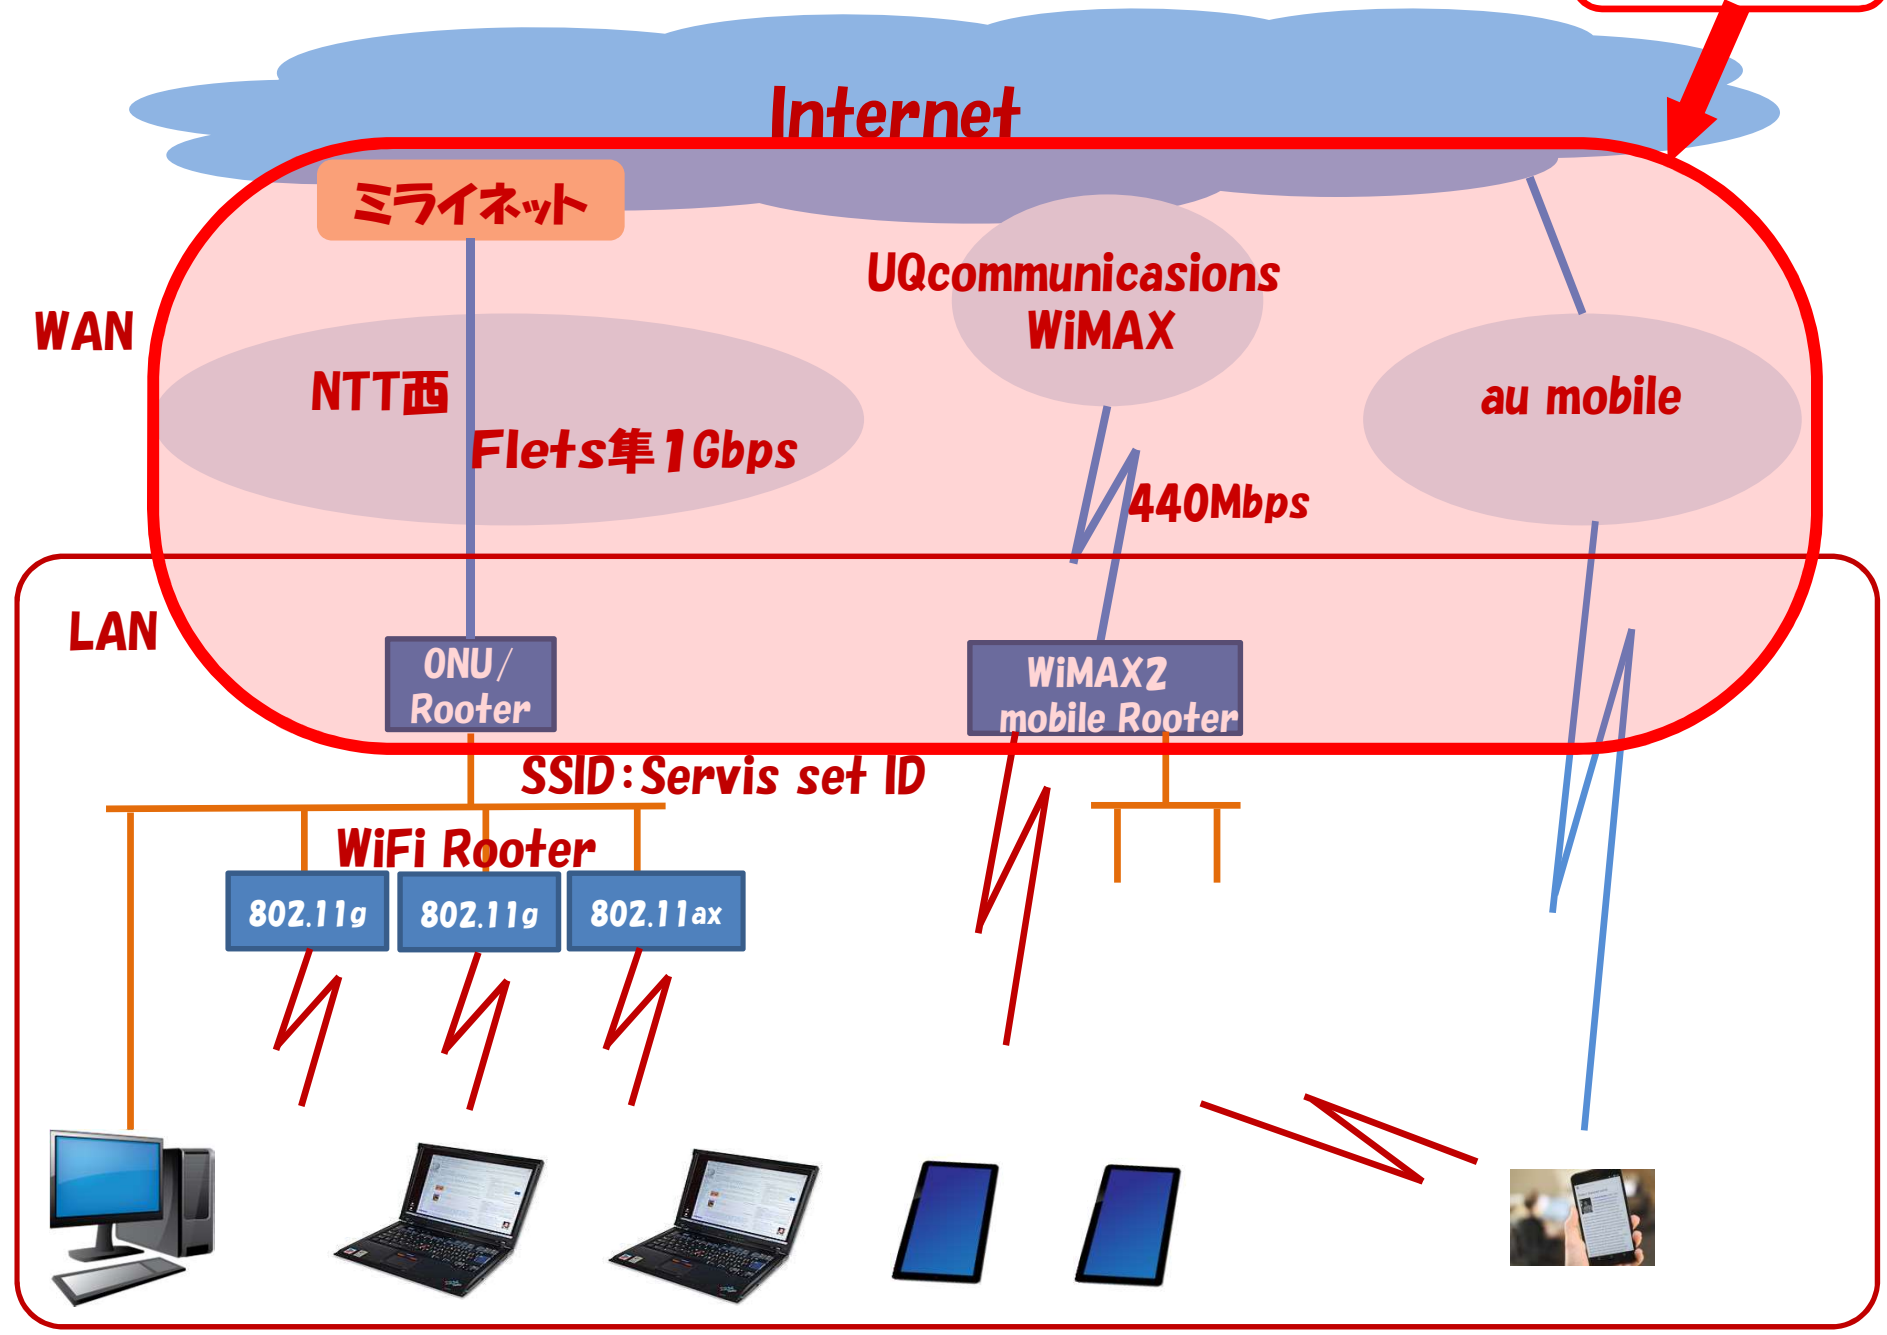 Internet
ミライネット
UQcommunicasions
WiMAX
WAN
NTT西
au mobile
Flets隼1Gbps
440Mbps
LAN
ONU/
Rooter
WiMAX2
mobile Rooter
SSID:Servis set ID
WiFi Rooter
802.11g
802.11g
802.11ax